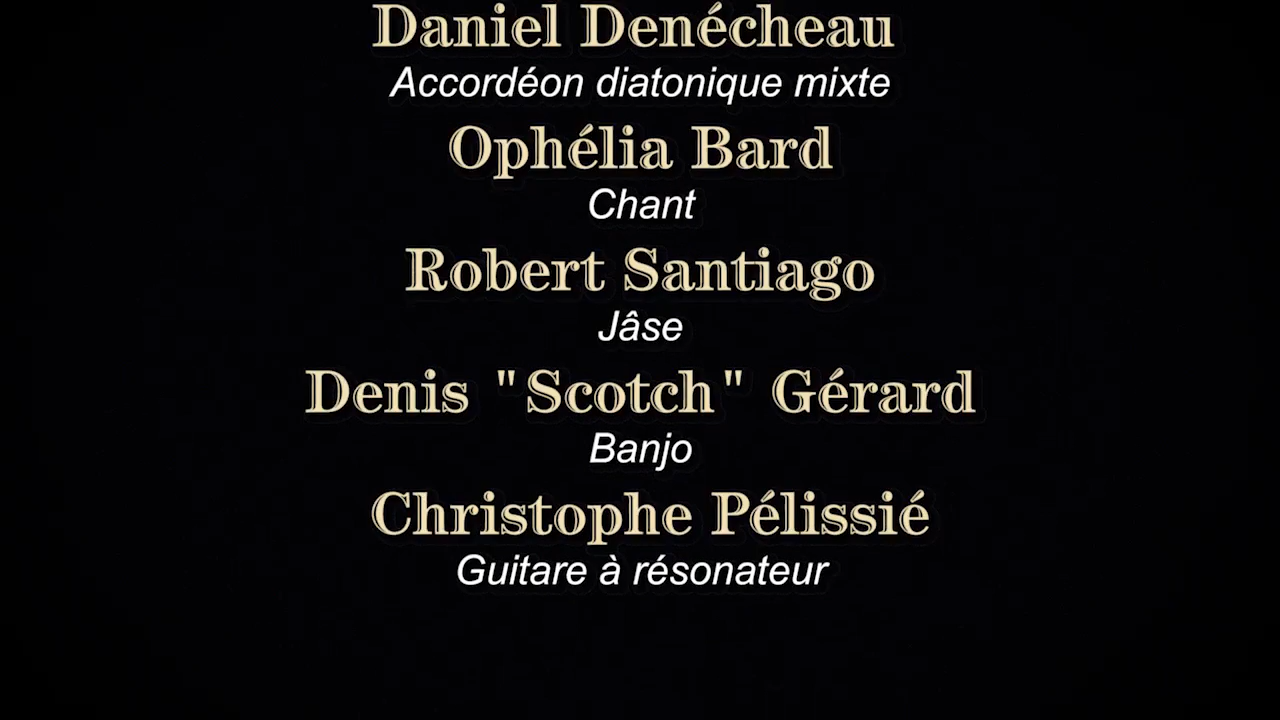 Daniel Denécheau
Accordéon diatonique mixte
Ophélia Bard
Chant
Robert Santiago
Jâse
Denis "Scotch" Gérard
Banjo
Christophe Pélissié
Guitare à résonateur